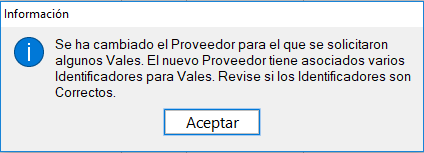 Información
Se ha cambiado el Proveedor para el que se solicitaron
algunos Vales. El nuevo Proveedor tiene asociados varios
Identificadores para Vales. Revise si los Identificadores son
Correctos.
Aceptar